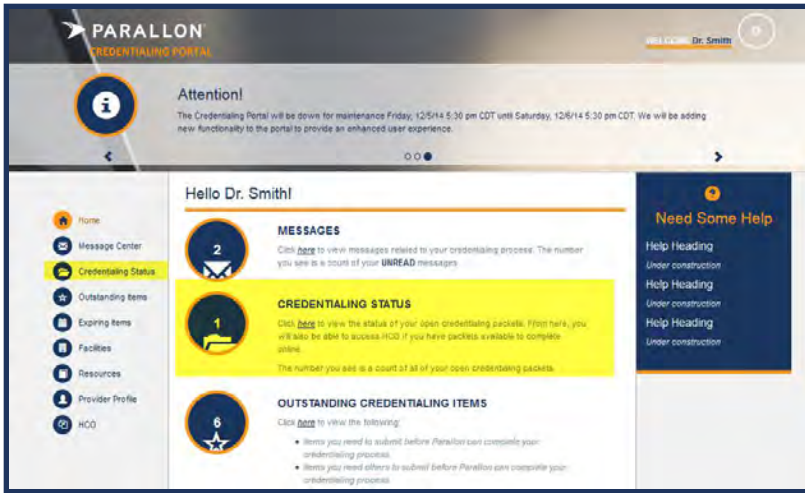 PARALLON
CREDENTIALING PORTAL
WELCOME Dr. Smith
Attention!
The Credentialing Portal will be down for maintenance Friday, 12/5/14 5:30 pm CDT until Saturday, 12/6/14 5:30 pm CDT. We will be adding
new functionality to the portal to provide an enhanced user experience.
Home
Message Center
Credentialing Status
Outstanding Items
Expiring Items
Facilities
Resources
Provider Profile
HCO
Hello Dr. Smith!
2
MESSAGES
Click here to view messages related to your credentialing process. The number
you see is a count of your UNREAD messages.
1
CREDENTIALING STATUS
Click here to view the status of your open credentialing packets. From here, you
will also be able to access HCO if you have packets available to complete
online.
The number you see is a count of all of your open credentialing packets.
6
OUTSTANDING CREDENTIALING ITEMS
Click here to view the following:
• Items you need to submit before Parallon can complete your
credentialing process.
• Items you need others to submit before Parallon can complete your
credentialing process
?
Need Some Help
Help Heading
Under construction
Help Heading
Under construction
Help Heading
Under construction